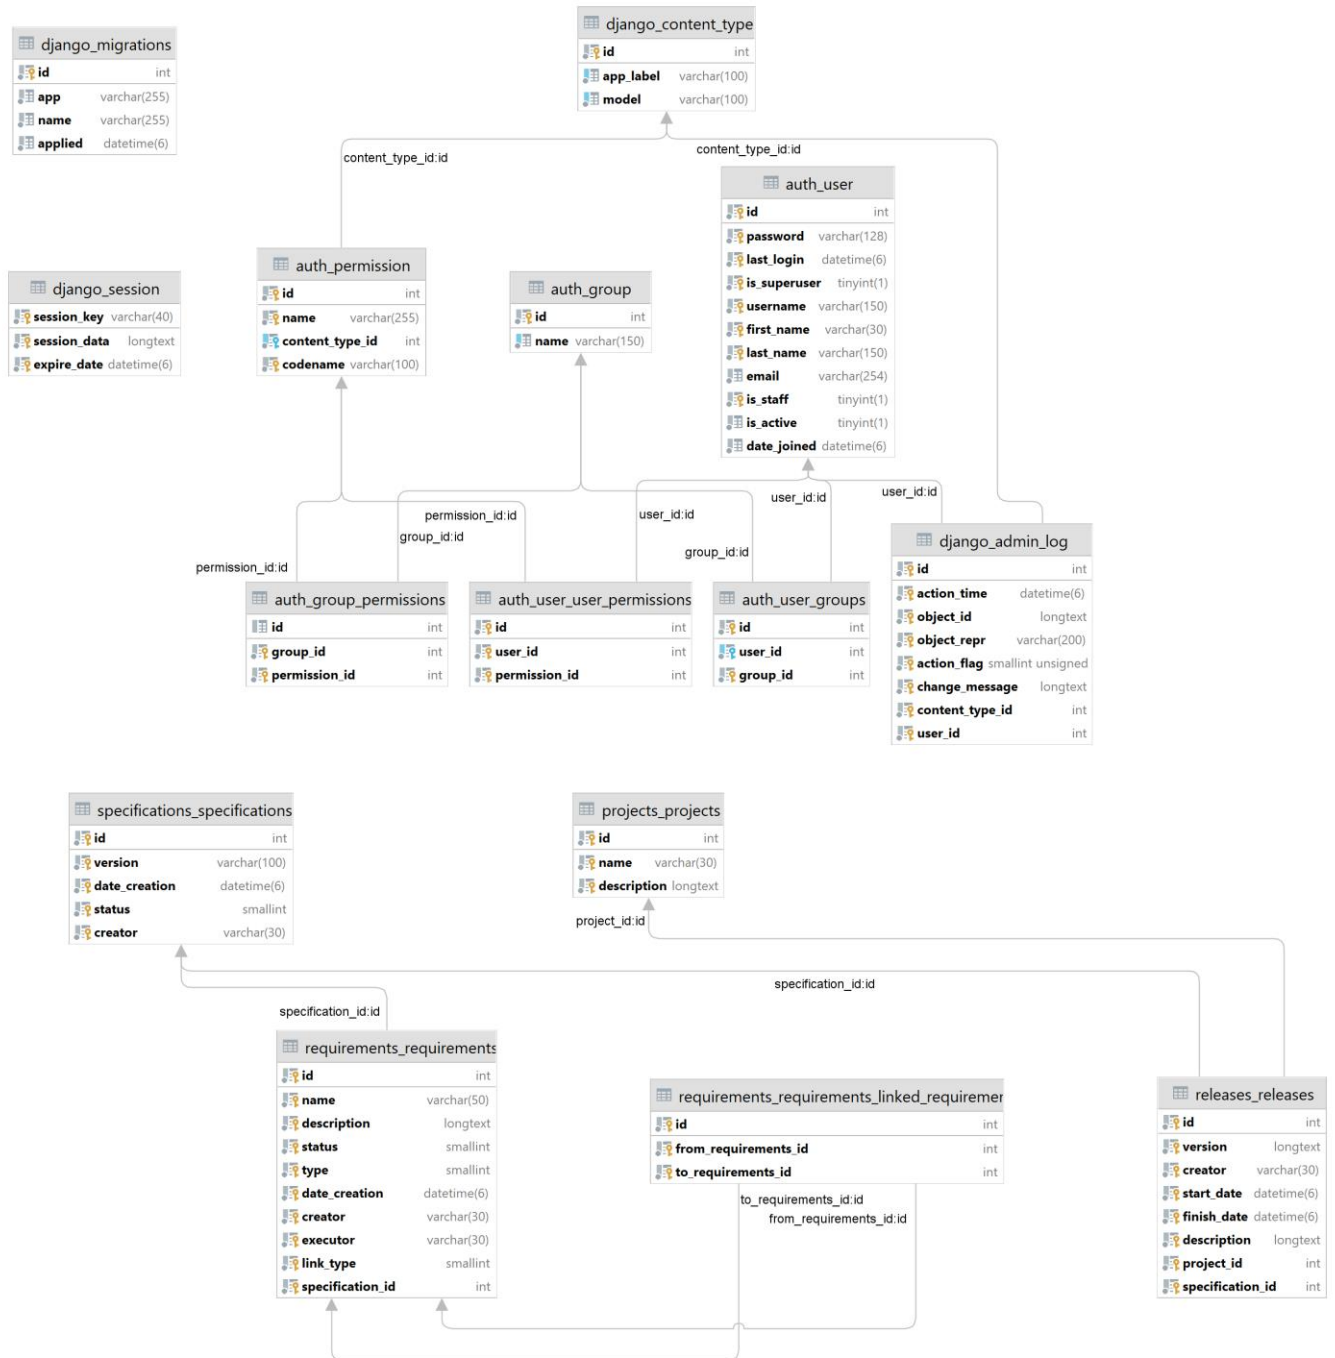 django_migrations
id int
app varchar(255)
name varchar(255)
applied datetime(6)
django_content_type
id int
app_label varchar(100)
model varchar(100)
content_type_id:id
content_type_id:id
auth_user
id int
password varchar(128)
last_login datetime(6)
is_superuser tinyint(1)
username varchar(150)
first_name varchar(30)
last_name varchar(150)
email varchar(254)
is_staff tinyint(1)
is_active tinyint(1)
date_joined datetime(6)
auth_permission
id int
name varchar(255)
content_type_id int
codename varchar(100)
django_session
session_key varchar(40)
session_data longtext
expire_date datetime(6)
auth_group
id int
name varchar(150)
permission_id:id
group_id:id
permission_id:id
user_id:id
group_id:id
user_id:id
user_id:id
auth_group_permissions
id int
group_id int
permission_id int
auth_user_user_permissions
id int
user_id int
permission_id int
auth_user_groups
id int
user_id int
group_id int
django_admin_log
id int
action_time datetime(6)
object_id longtext
object_repr varchar(200)
action_flag smallint unsigned
change_message longtext
content_type_id int
user_id int
specifications_specifications
id int
version varchar(100)
date_creation datetime(6)
status smallint
creator varchar(30)
projects_projects
id int
name varchar(30)
description longtext
project_id:id
specification_id:id
specification_id:id
requirements_requirements
id int
name varchar(50)
description longtext
status smallint
type smallint
date_creation datetime(6)
creator varchar(30)
executor varchar(30)
link_type smallint
specification_id int
requirements_requirements_linked_requiremen
id int
from_requirements_id int
to_requirements_id int
to_requirements_id:id
from_requirements_id:id
releases_releases
id int
version longtext
creator varchar(30)
start_date datetime(6)
finish_date datetime(6)
description longtext
project_id int
specification_id int